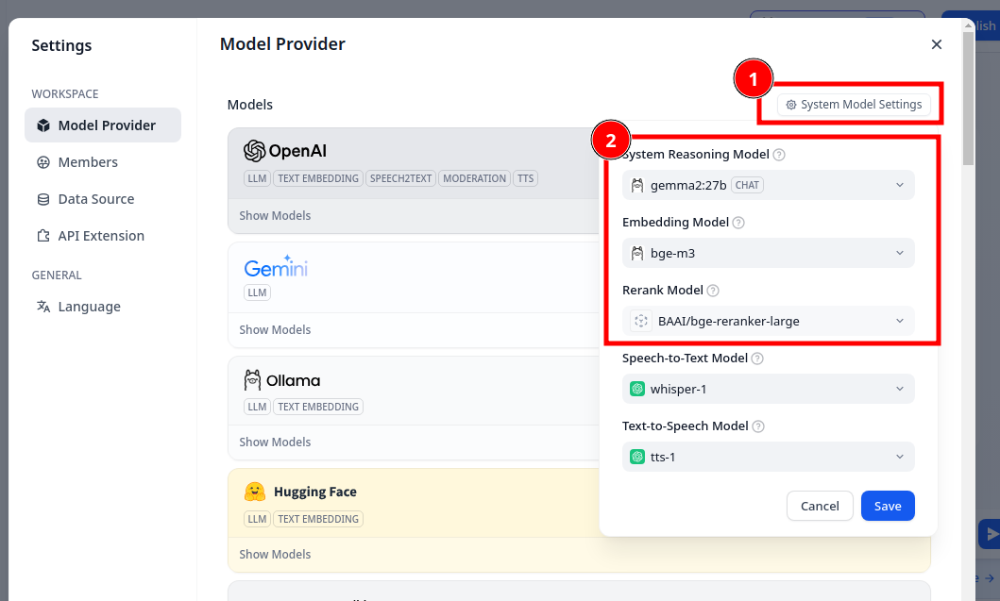 Settings
WORKSPACE
Model Provider
Members
Data Source
API Extension
GENERAL
Language
Model Provider
Models
1
System Model Settings
OpenAI
LLM TEXT EMBEDDING SPEECH2TEXT MODERATION TTS
Show Models
Gemini
LLM
Show Models
Ollama
LLM TEXT EMBEDDING
Show Models
Hugging Face
LLM TEXT EMBEDDING
Show Models
2
System Reasoning Model
gemma2:27b CHAT
Embedding Model
bge-m3
Rerank Model
BAAI/bge-reranker-large
Speech-to-Text Model
whisper-1
Text-to-Speech Model
tts-1
Cancel Save